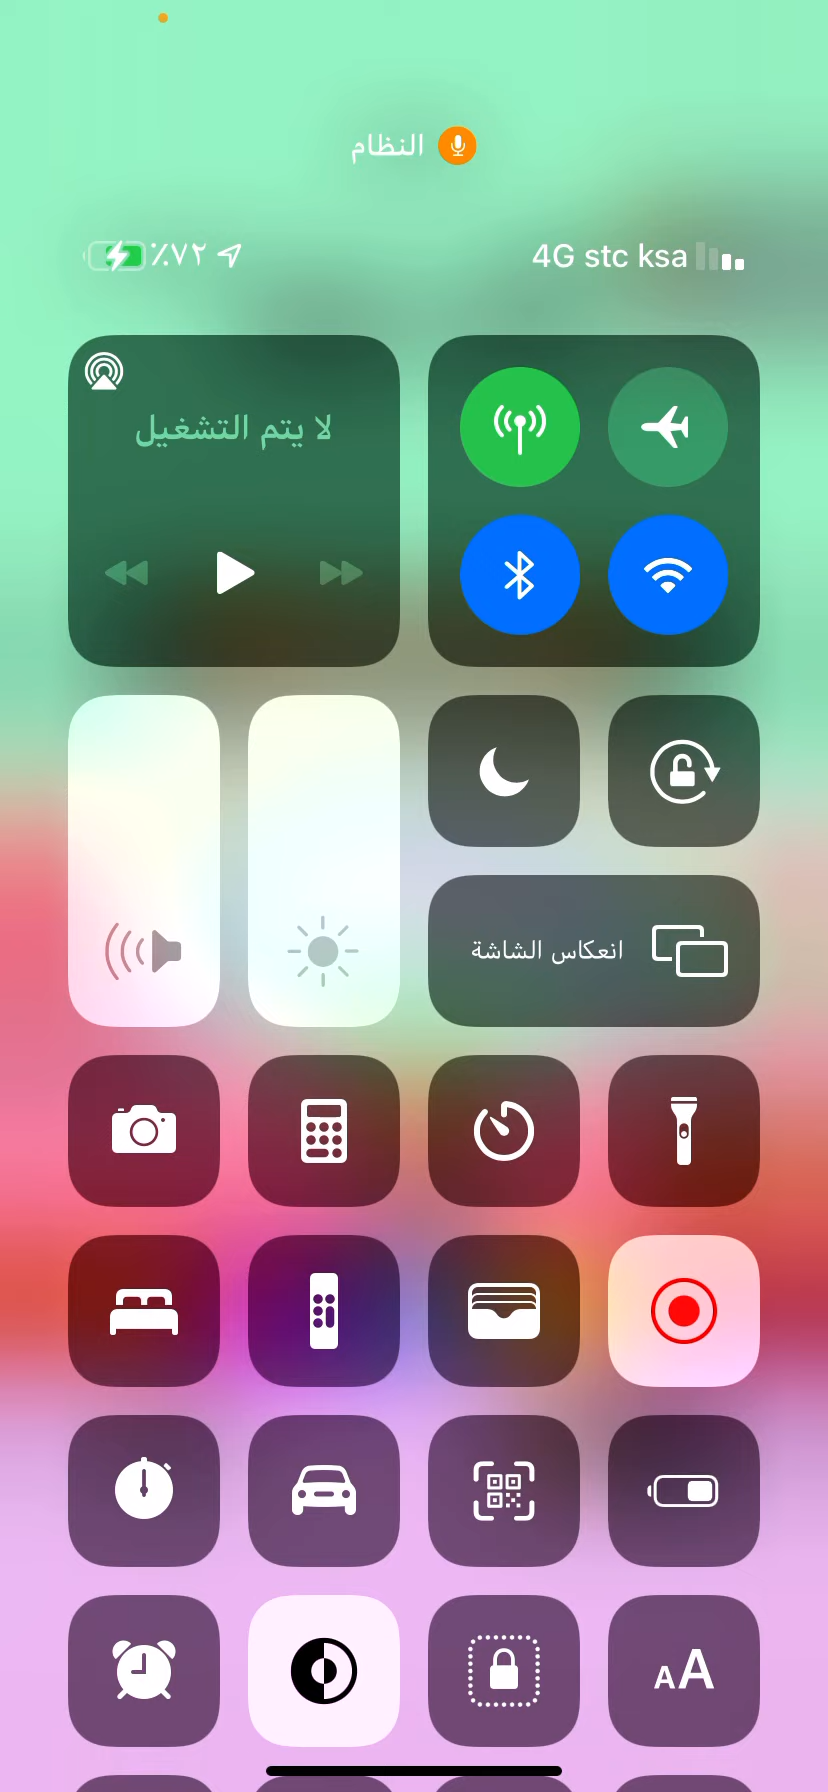 النظام
4G stc ksa
٪٧٢
لا يتم التشغيل
انعكاس الشاشة
AA